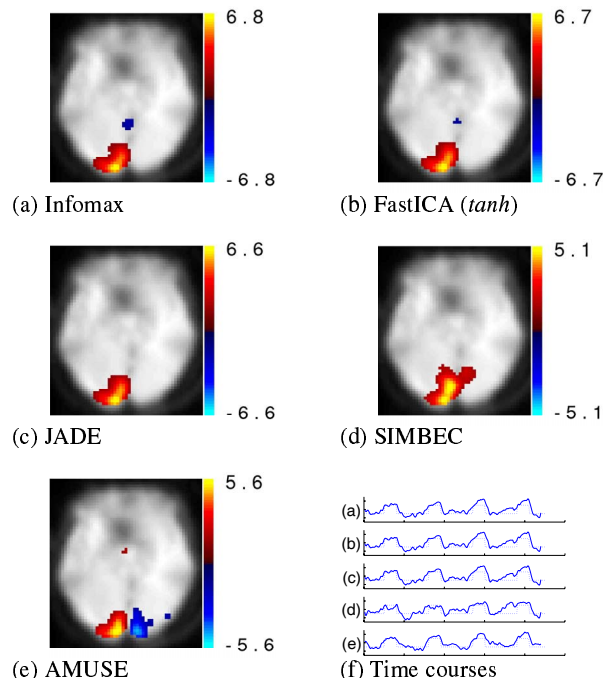 6.8
-6.8
(a) Infomax
6.7
-6.7
(b) FastICA (tanh)
6.6
-6.6
(c) JADE
5.1
-5.1
(d) SIMBEC
5.6
-5.6
(e) AMUSE
(a)
(b)
(c)
(d)
(e)
(f) Time courses